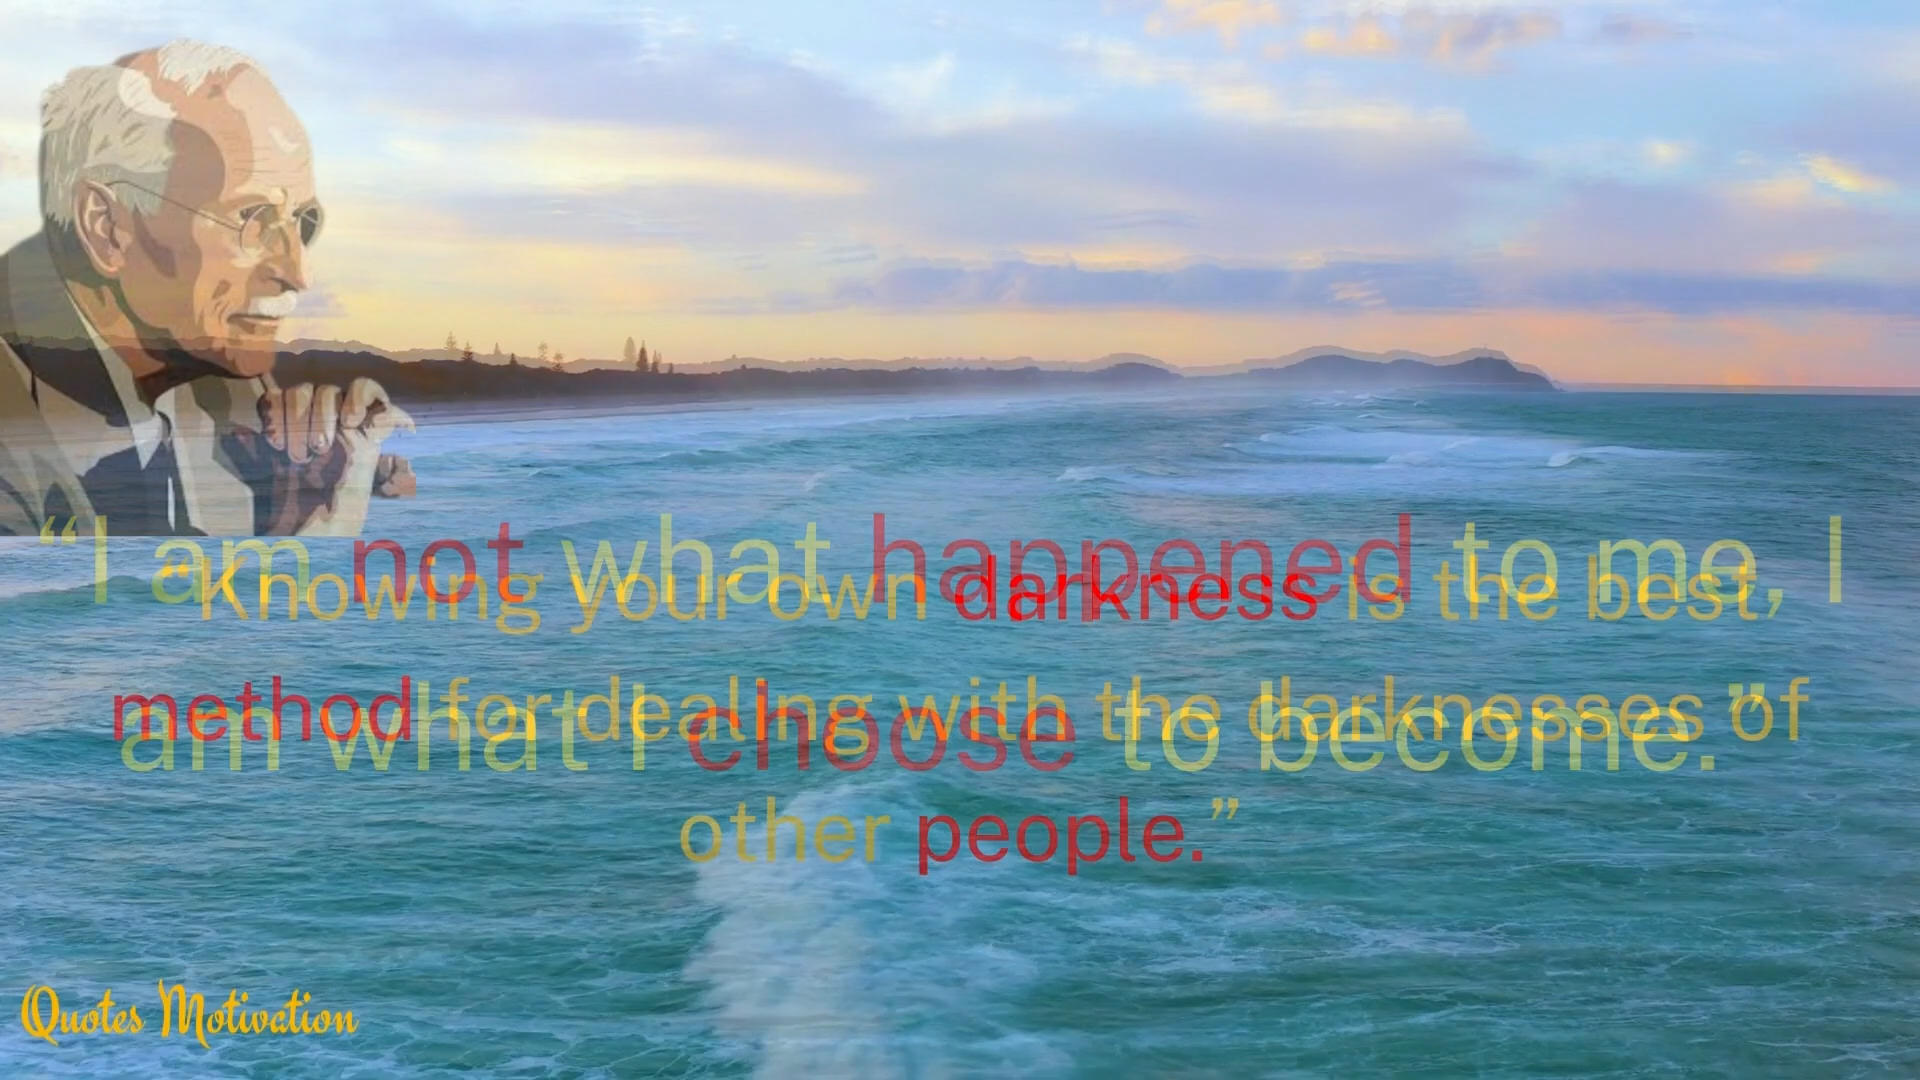 “I am not what happened to me, I
am what I choose to become.”
“Knowing your own darkness is the best
method for dealing with the darknesses of
other people.”
Quotes Motivation